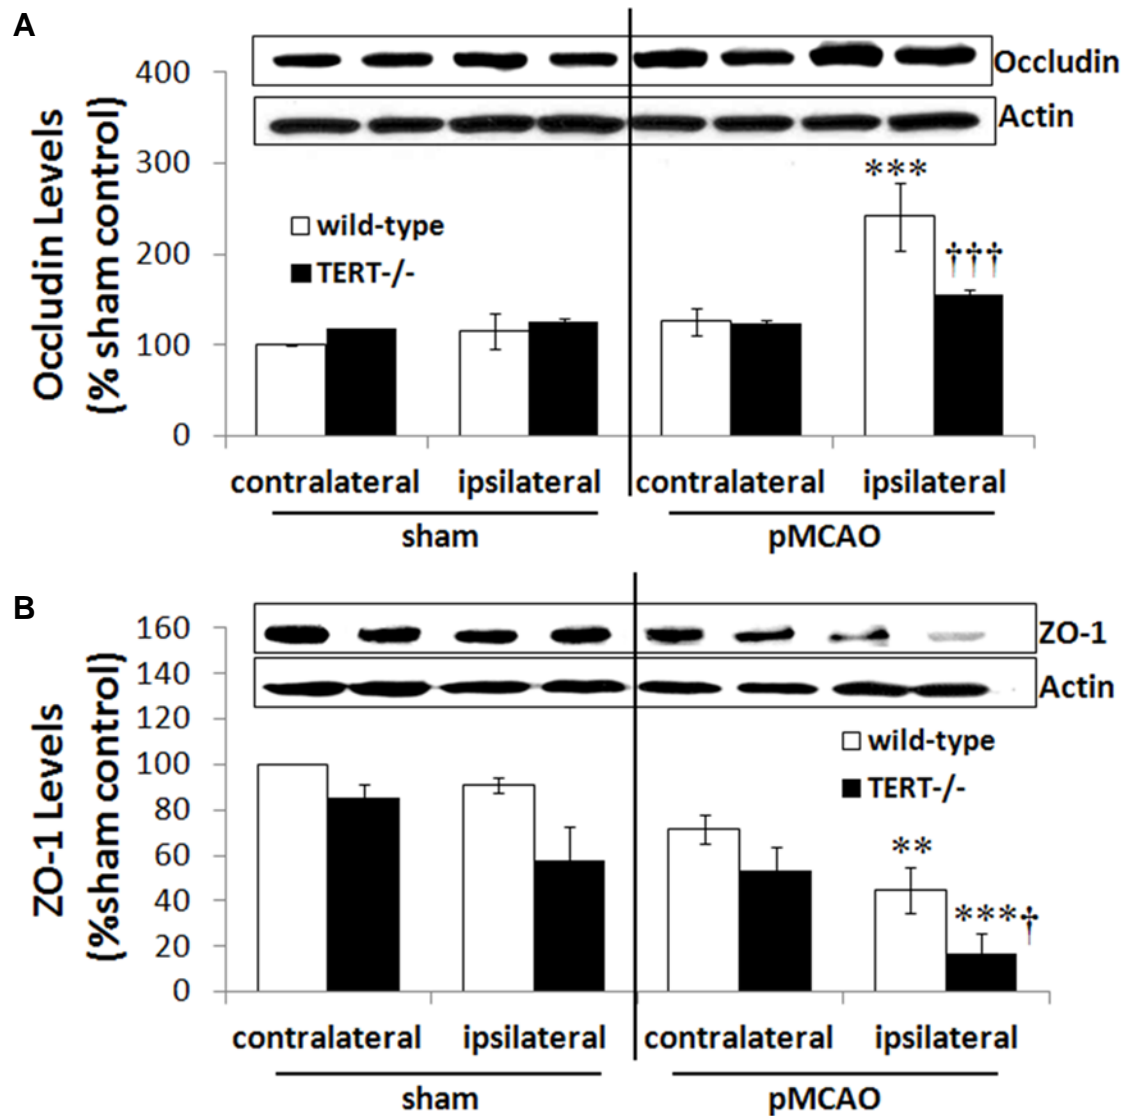 A
Occludin
Actin
Occludin Levels
(% sham control)
400
300
200
100
0
wild-type
TERT-/-
***
†††
contralateral ipsilateral contralateral ipsilateral
sham pMCAO
B
ZO-1
Actin
ZO-1 Levels
(%sham control)
160
140
120
100
80
60
40
20
0
wild-type
TERT-/-
**
***†
contralateral ipsilateral contralateral ipsilateral
sham pMCAO